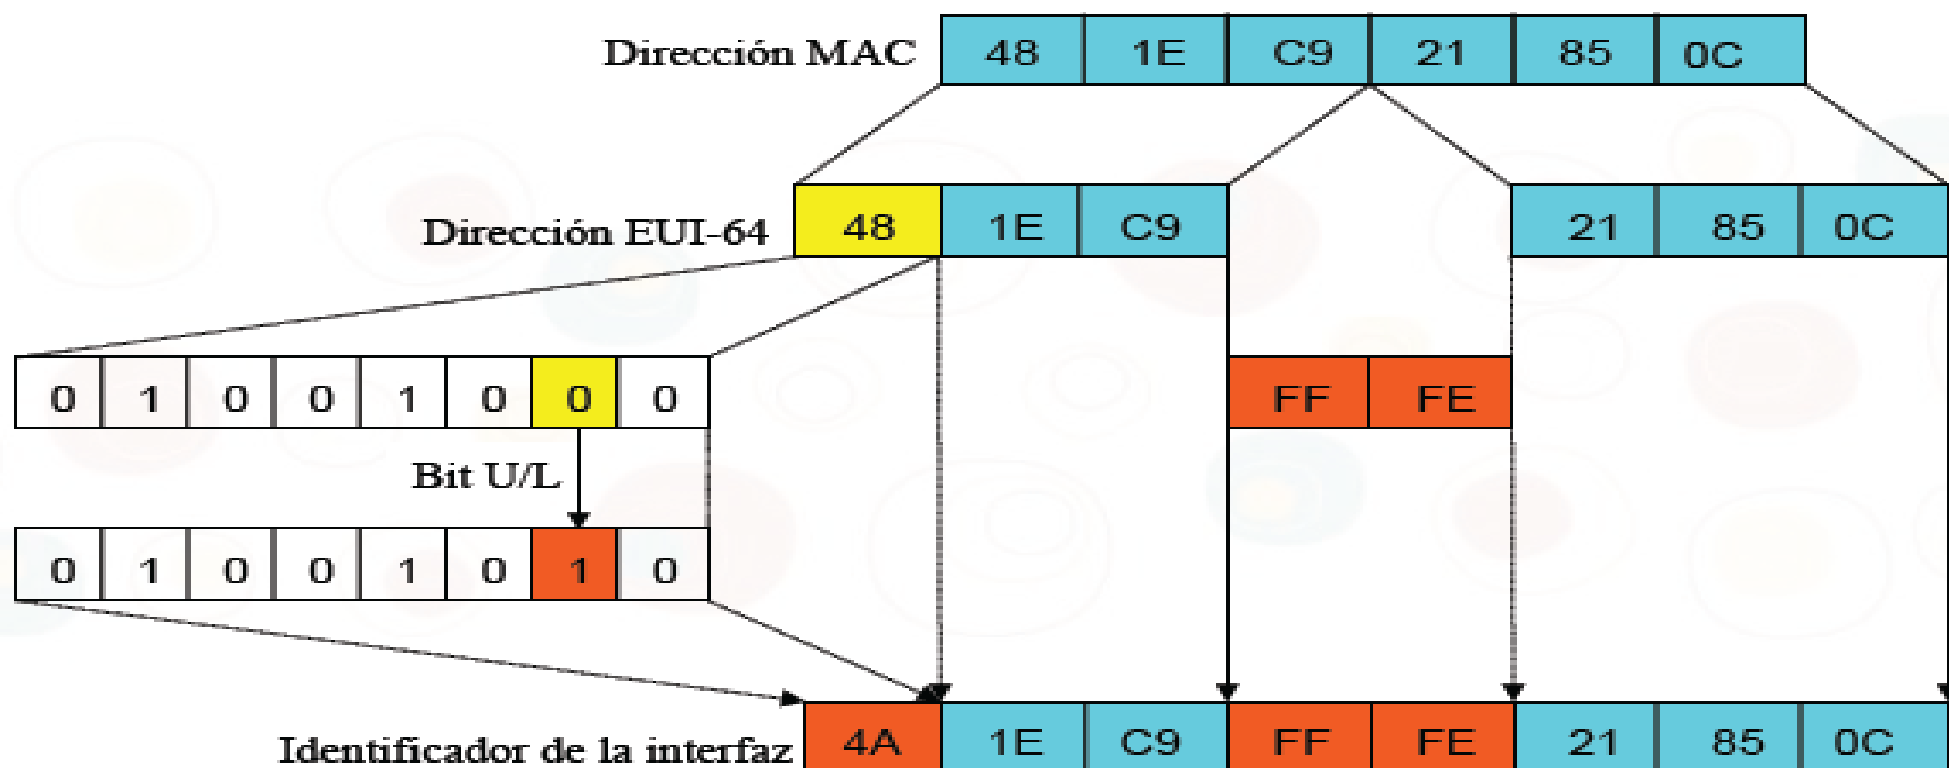 Dirección MAC 48 1E C9 21 85 0C
Dirección EUI-64 48 1E C9 21 85 0C
0 1 0 0 1 0 0 0 FF FE
Bit U/L
0 1 0 0 1 0 1 0
Identificador de la interfaz 4A 1E C9 FF FE 21 85 0C